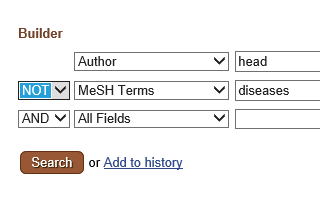 Builder
Author head
NOT MeSH Terms diseases
AND All Fields
Search or Add to history